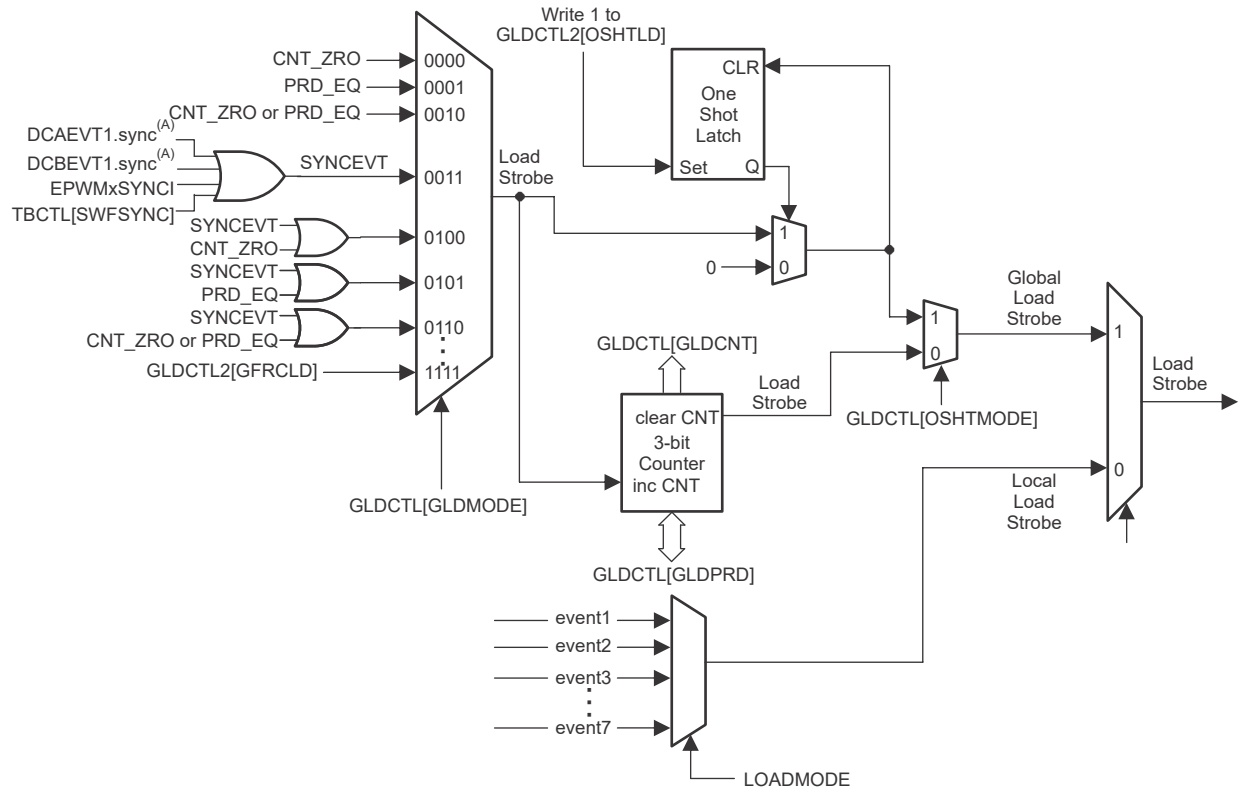 Write 1 to
GLDCTL2[OSHTLD]
CNT_ZRO
0000
PRD_EQ
0001
CNT_ZRO or PRD_EQ
0010
DCAEVT1.sync(A)
DCBEVT1.sync(A)
EPWMxSYNCI
TBCTL[SWFSYNC]
SYNCEVT
0011
SYNCEVT
CNT_ZRO
0100
SYNCEVT
PRD_EQ
0101
SYNCEVT
CNT_ZRO or PRD_EQ
0110
GLDCTL2[GFRCLD]
1111
GLDCTL[GLDMODE]
Load
Strobe
CLR
One
Shot
Latch
Set
Q
1
0
0
GLDCTL[GLDCNT]
Load
Strobe
clear CNT
3-bit
Counter
inc CNT
GLDCTL[GLDPRD]
1
0
GLDCTL[OSHTMODE]
Global
Load
Strobe
1
Load
Strobe
0
Local
Load
Strobe
event1
event2
event3
event7
LOADMODE